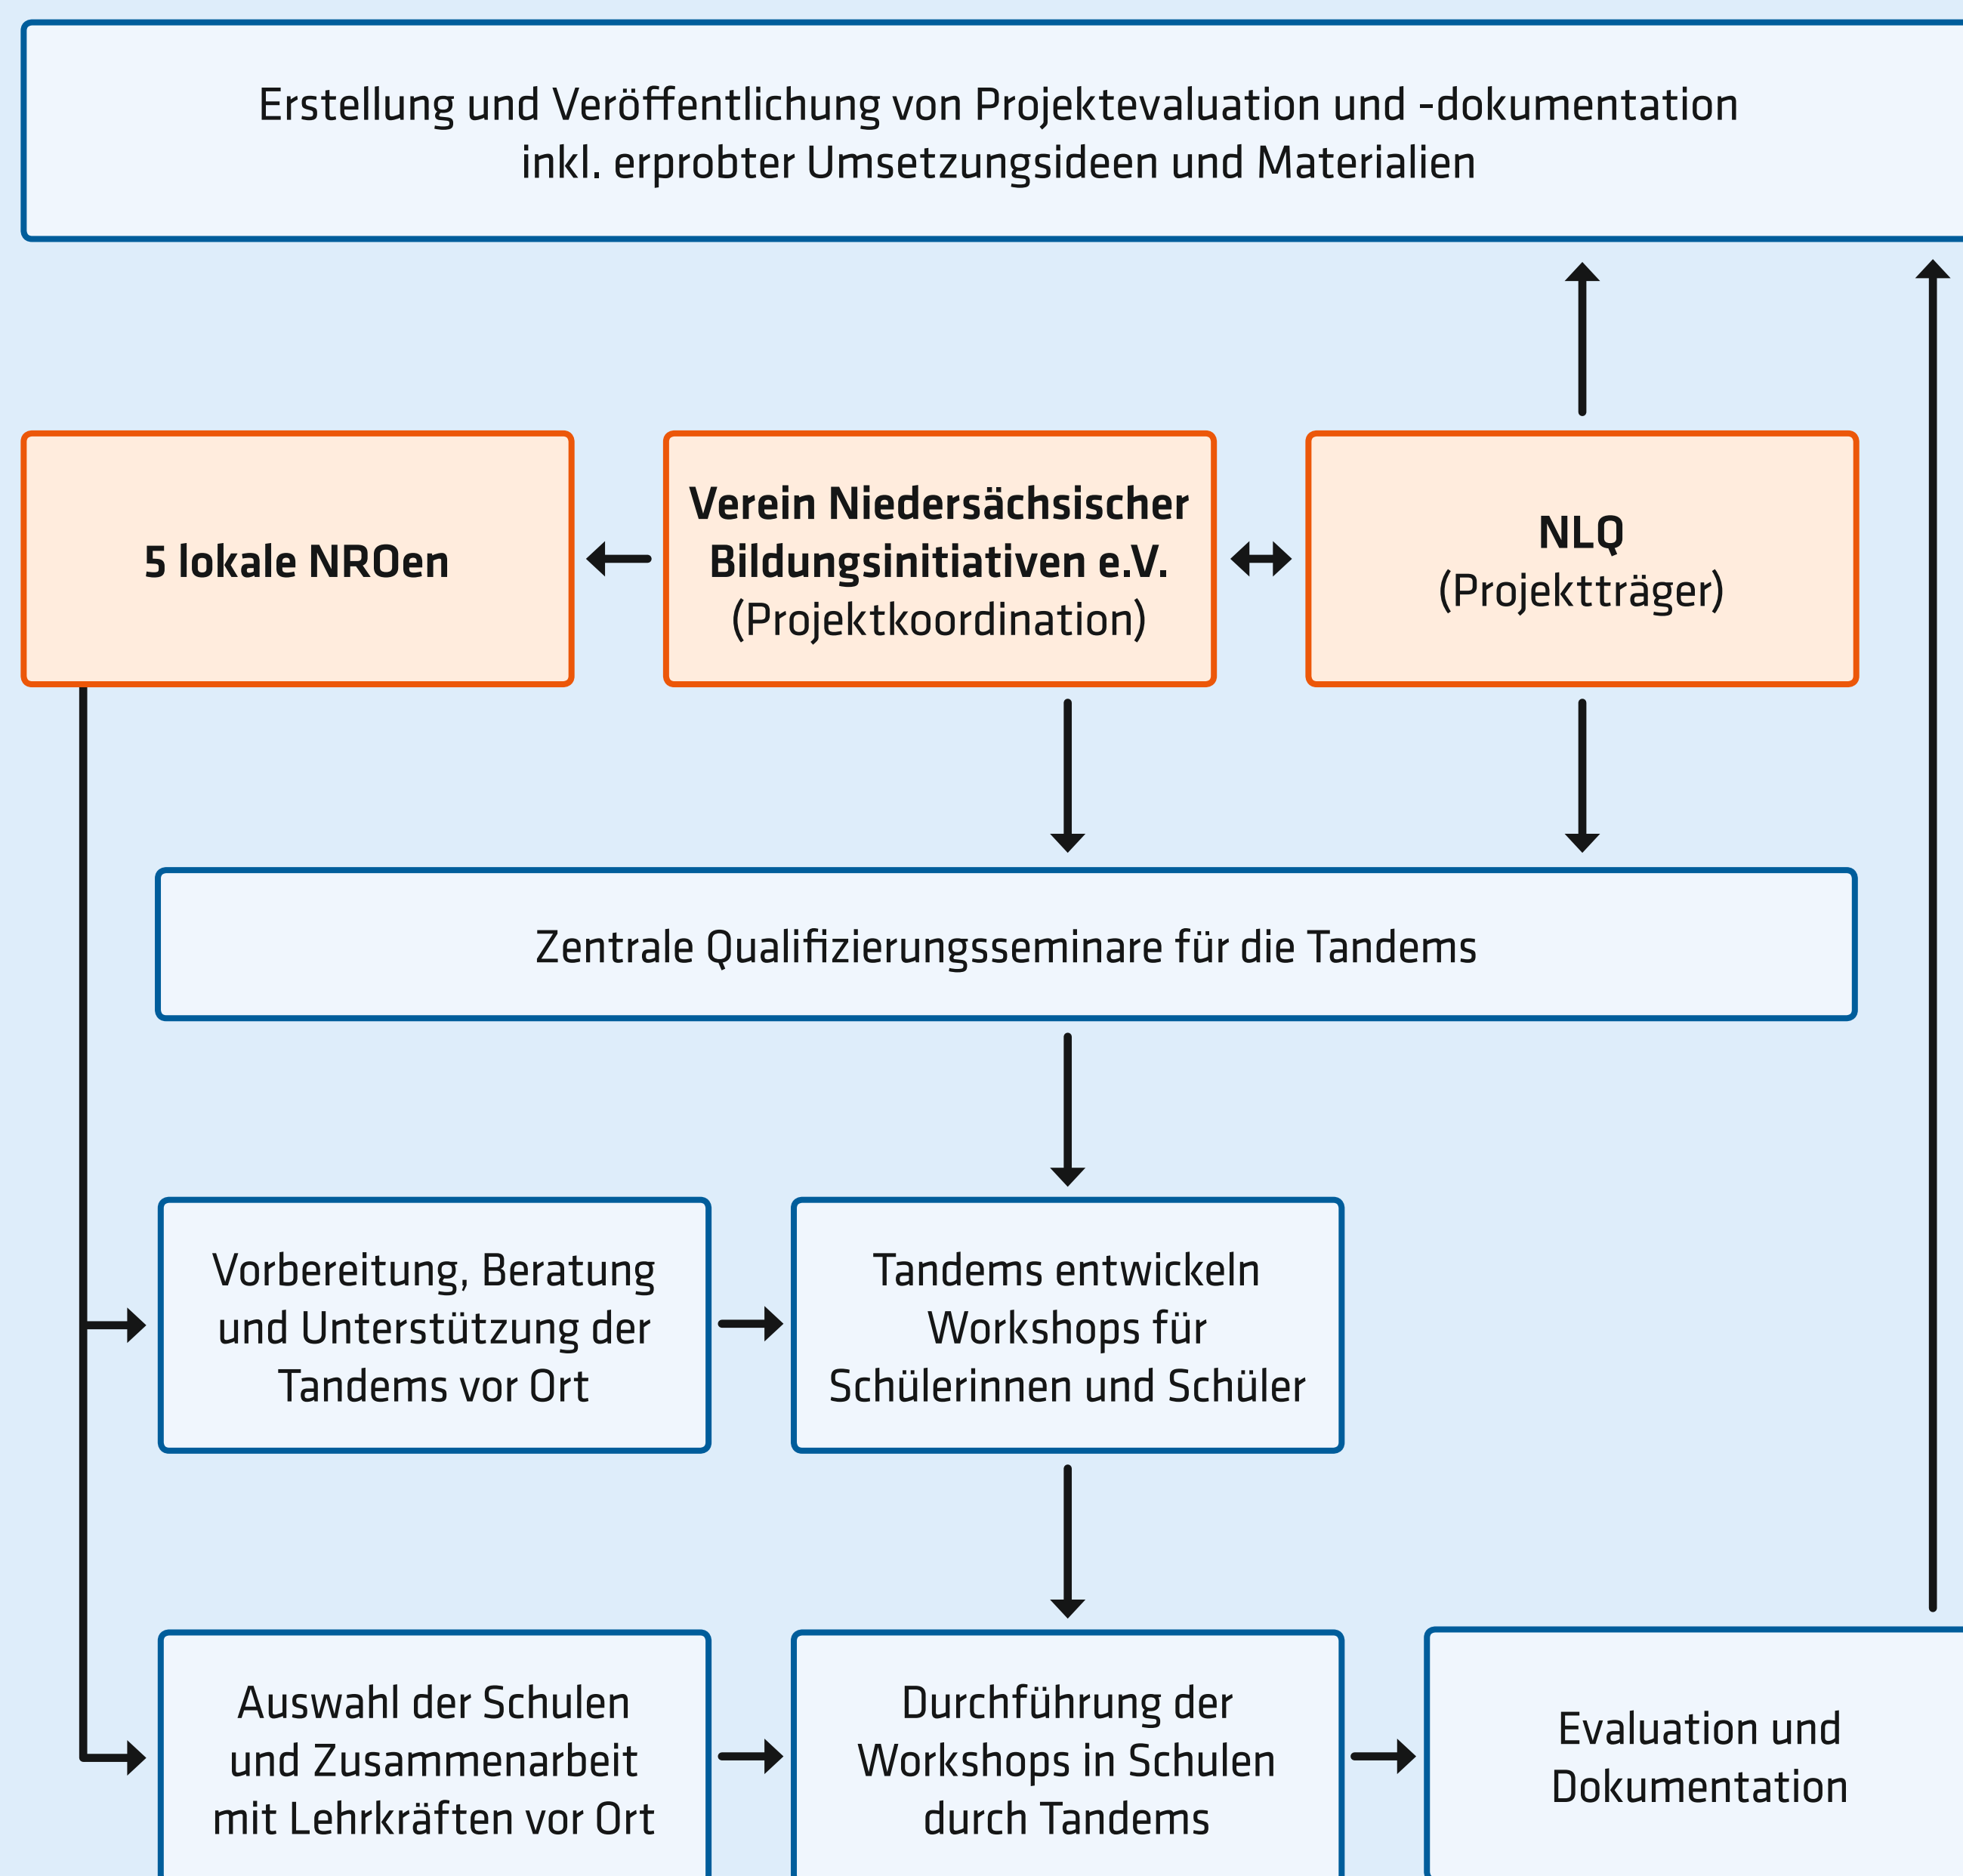 Erstellung und Veröffentlichung von Projektevaluation und -dokumentation
inkl. erprobter Umsetzungsideen und Materialien
5 lokale NROen
Verein Niedersächsischer
Bildungsinitiativen e.V.
(Projektkoordination)
NLQ
(Projektträger)
Zentrale Qualifizierungsseminare für die Tandems
Vorbereitung, Beratung
und Unterstützung der
Tandems vor Ort
Tandems entwickeln
Workshops für
Schülerinnen und Schüler
Auswahl der Schulen
und Zusammenarbeit
mit Lehrkräften vor Ort
Durchführung der
Workshops in Schulen
durch Tandems
Evaluation und
Dokumentation